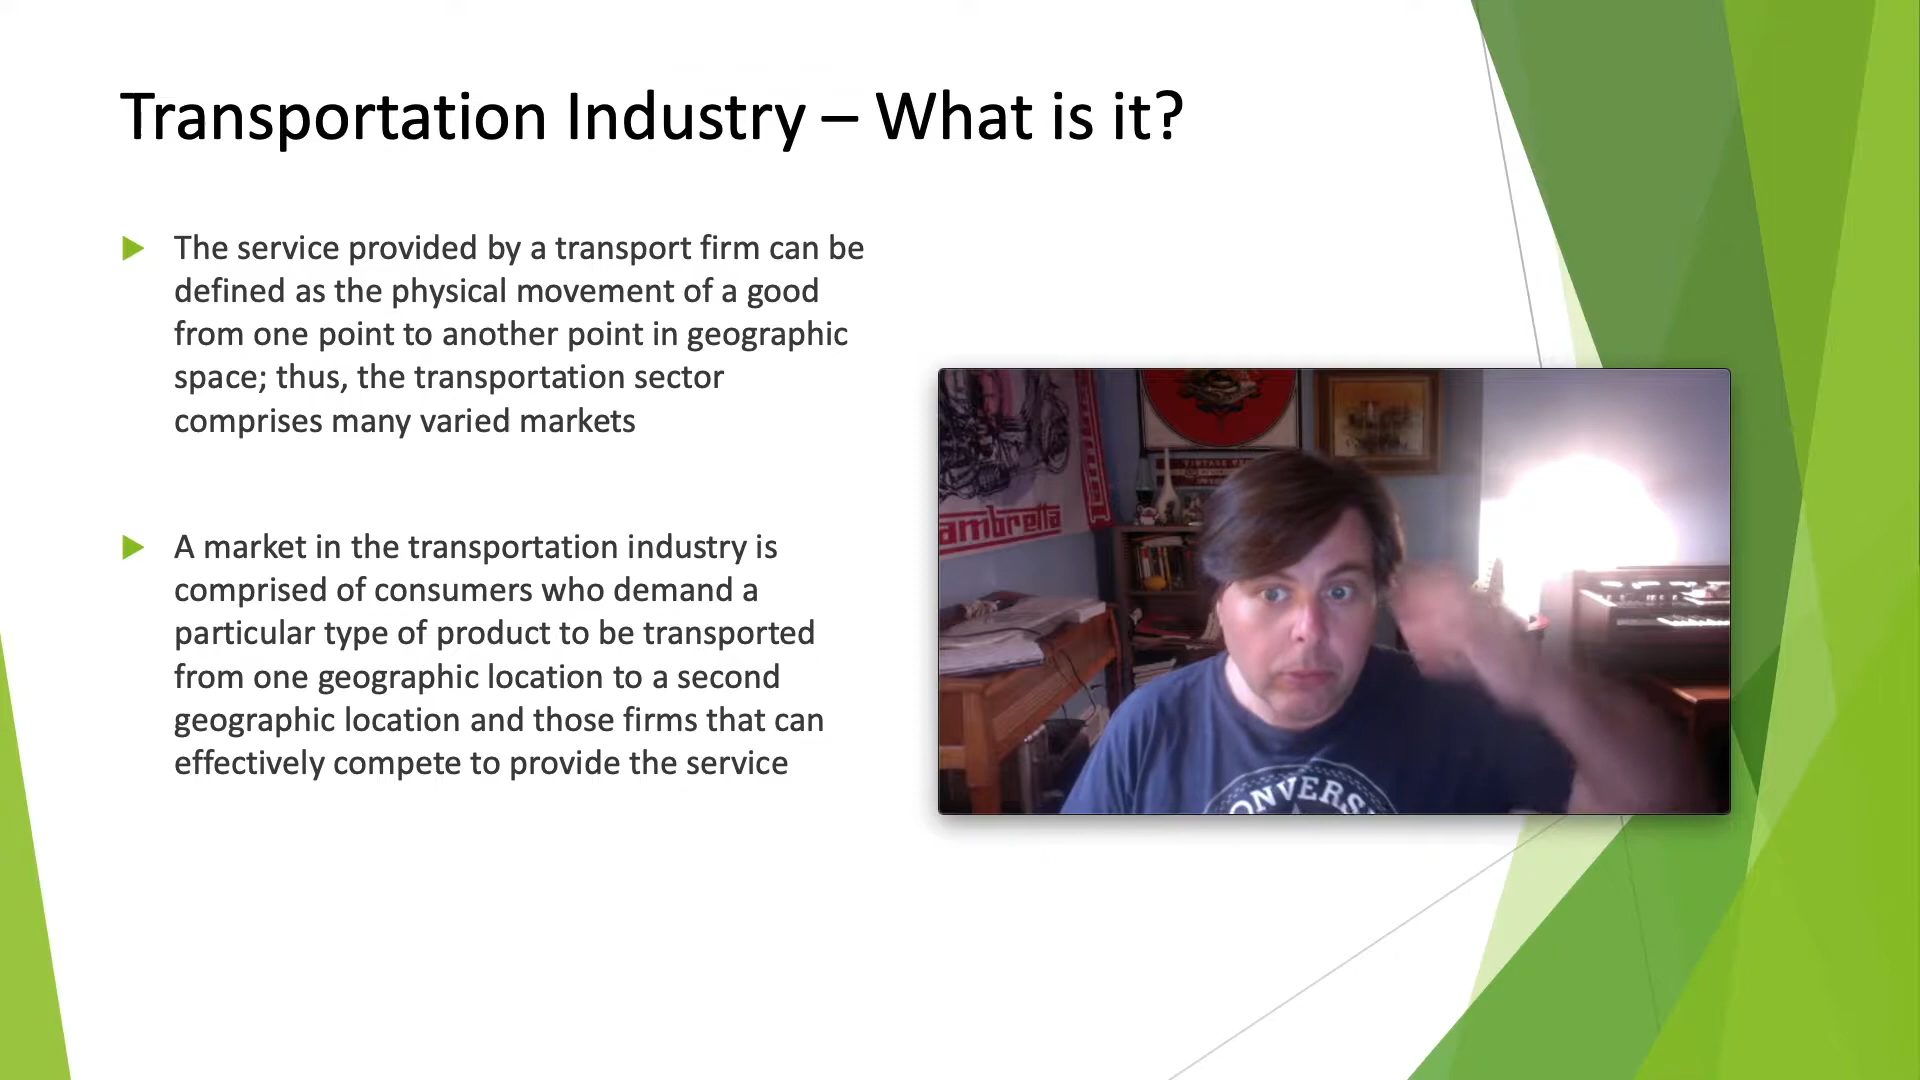 Transportation Industry – What is it?
The service provided by a transport firm can be
defined as the physical movement of a good
from one point to another point in geographic
space; thus, the transportation sector
comprises many varied markets
A market in the transportation industry is
comprised of consumers who demand a
particular type of product to be transported
from one geographic location to a second
geographic location and those firms that can
effectively compete to provide the service
ambretta
ONVERS